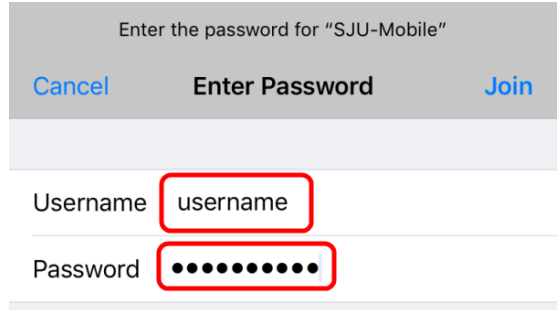 Enter the password for “SJU-Mobile”
Cancel Enter Password Join
Username username
Password ●●●●●●●●●●